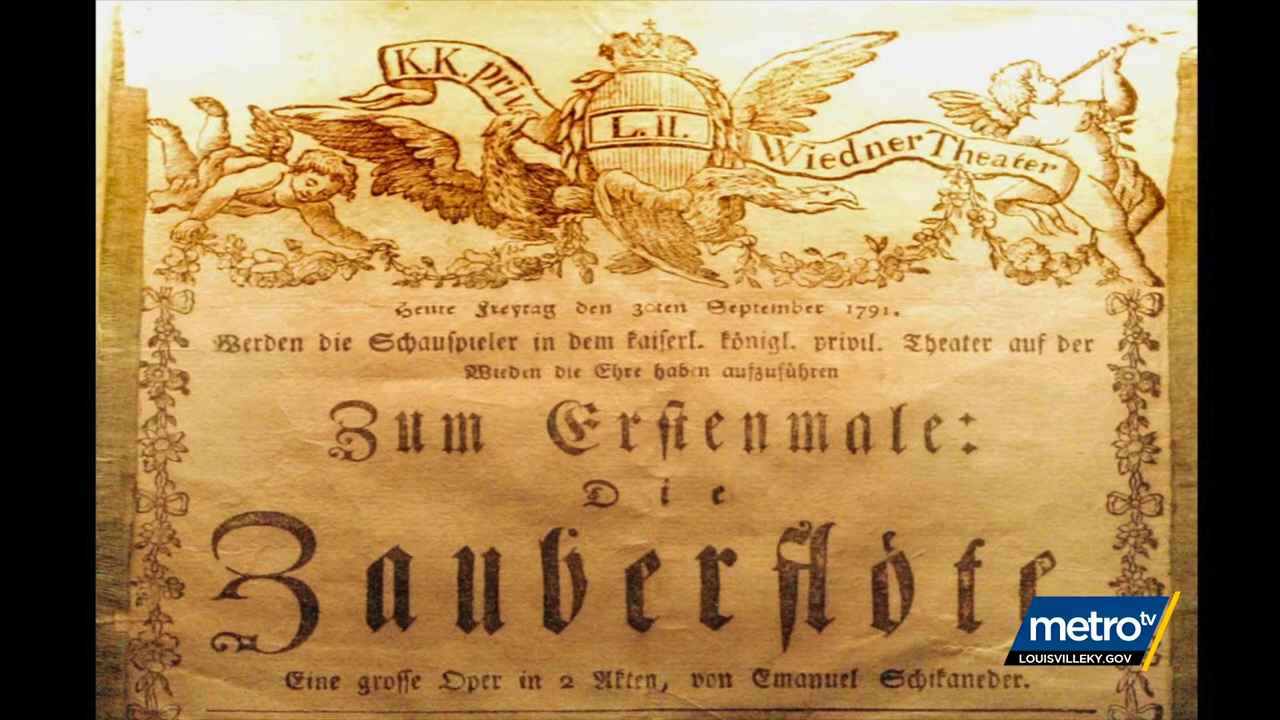 K.K. priv.
L. II.
Wiedner Theater
Heute Freytag den 30ten September 1791.
Werden die Schauspieler in dem kaiserl. königl. privil. Theater auf der
Wieden die Ehre haben aufzuführen
Zum Erstenmale:
Die
Zauberflöte
Eine grosse Oper in 2 Akten, von Emanuel Schikaneder.
metro tv
LOUISVILLEKY.GOV